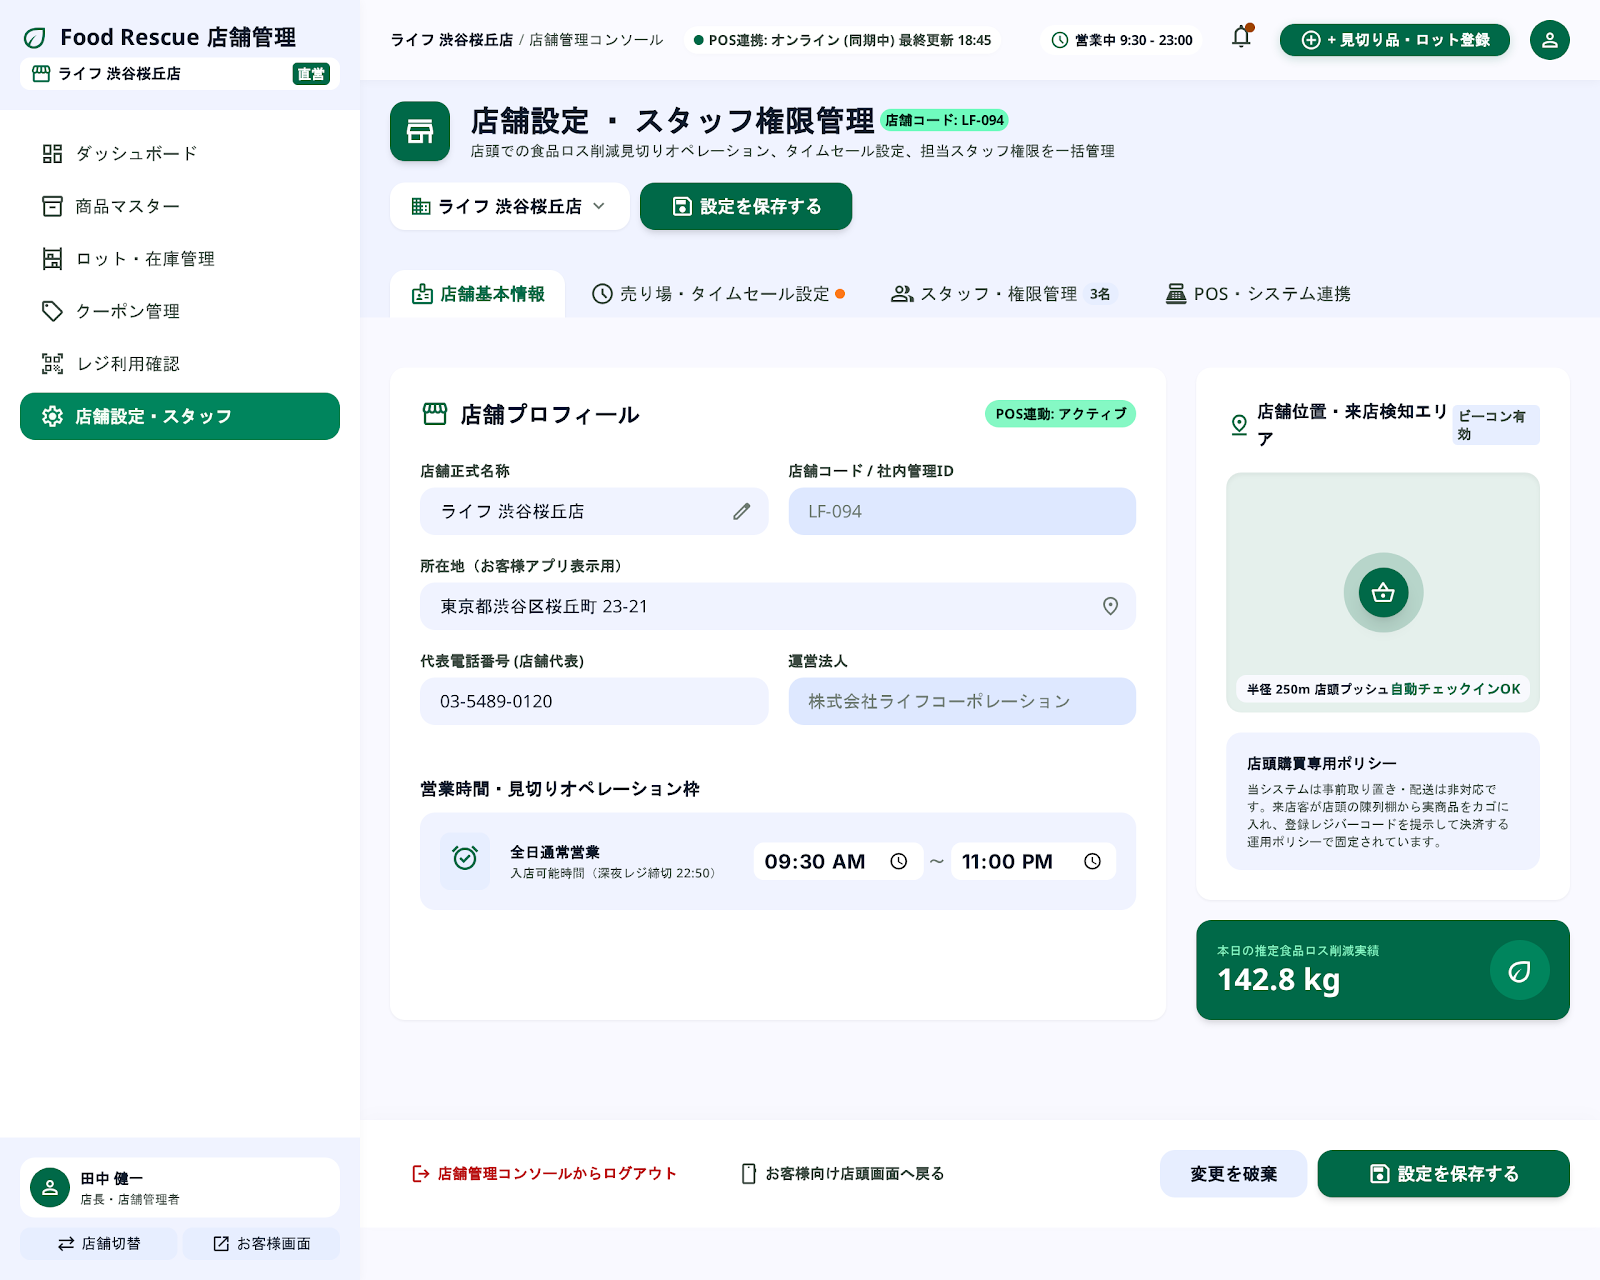 Food Rescue 店舗管理
ライフ 渋谷桜丘店
直営
ダッシュボード
商品マスター
ロット・在庫管理
クーポン管理
レジ利用確認
店舗設定・スタッフ
田中 健一
店長・店舗管理者
店舗切替
お客様画面
ライフ 渋谷桜丘店 / 店舗管理コンソール
POS連携: オンライン (同期中) 最終更新 18:45
営業中 9:30 - 23:00
+ 見切り品・ロット登録
店舗設定 ・ スタッフ権限管理
店舗コード: LF-094
店頭での食品ロス削減見切りオペレーション、タイムセール設定、担当スタッフ権限を一括管理
ライフ 渋谷桜丘店
設定を保存する
店舗基本情報
売り場・タイムセール設定
スタッフ・権限管理
3名
POS・システム連携
店舗プロフィール
POS連動: アクティブ
店舗正式名称
ライフ 渋谷桜丘店
店舗コード / 社内管理ID
LF-094
所在地（お客様アプリ表示用）
東京都渋谷区桜丘町 23-21
代表電話番号 (店舗代表)
03-5489-0120
運営法人
株式会社ライフコーポレーション
営業時間・見切りオペレーション枠
全日通常営業
入店可能時間（深夜レジ締切 22:50）
09:30 AM
～
11:00 PM
店舗位置・来店検知エリ
ア
ビーコン有
効
半径 250m 店頭プッシュ
自動チェックインOK
店頭購買専用ポリシー
当システムは事前取り置き・配送は非対応で
す。来店客が店頭の陳列棚から実商品をカゴに
入れ、登録レジバーコードを提示して決済する
運用ポリシーで固定されています。
本日の推定食品ロス削減実績
142.8 kg
店舗管理コンソールからログアウト
お客様向け店頭画面へ戻る
変更を破棄
設定を保存する